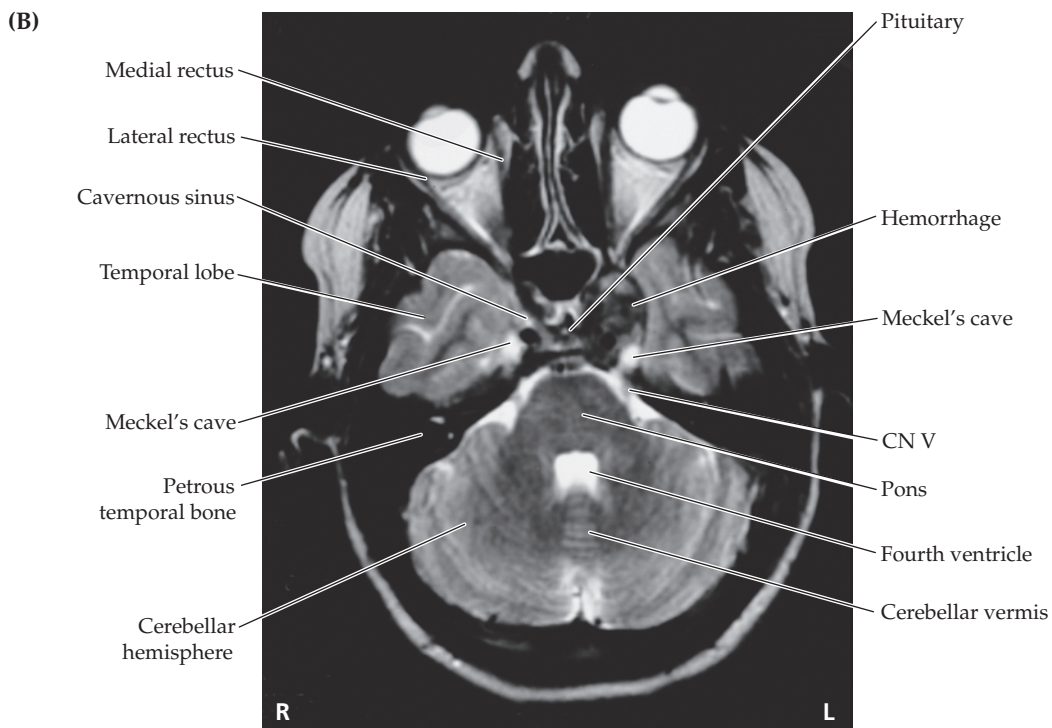 (B)
Medial rectus
Lateral rectus
Cavernous sinus
Temporal lobe
Meckel's cave
Petrous
temporal bone
Cerebellar
hemisphere
Pituitary
Hemorrhage
Meckel's cave
CN V
Pons
Fourth ventricle
Cerebellar vermis
R
L